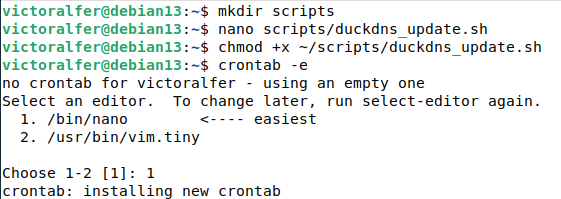 victoralfer@debian13:~$ mkdir scripts
victoralfer@debian13:~$ nano scripts/duckdns_update.sh
victoralfer@debian13:~$ chmod +x ~/scripts/duckdns_update.sh
victoralfer@debian13:~$ crontab -e
no crontab for victoralfer - using an empty one
Select an editor.  To change later, run select-editor again.
  1. /bin/nano        <---- easiest
  2. /usr/bin/vim.tiny

Choose 1-2 [1]: 1
crontab: installing new crontab